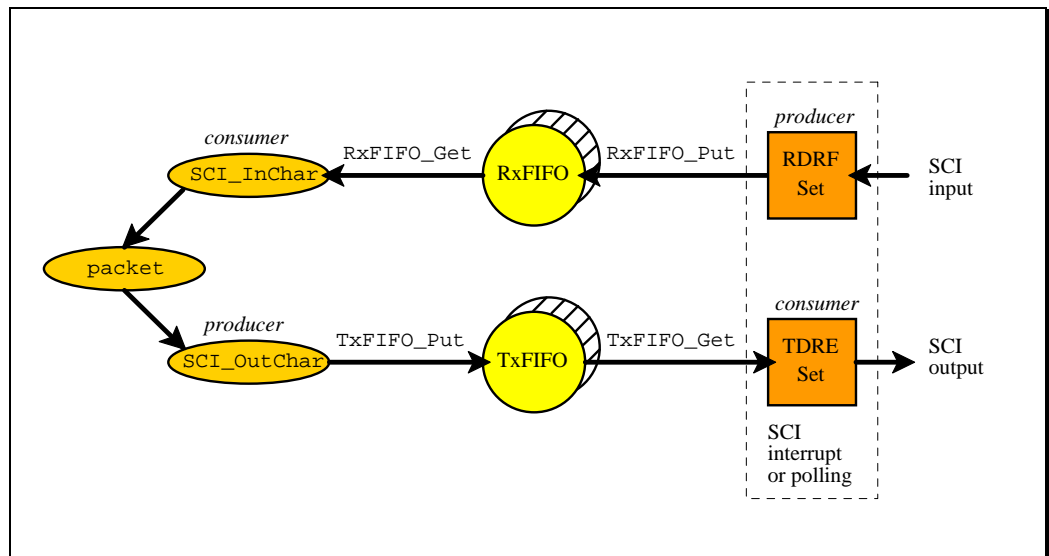 consumer
SCI_InChar
RxFIFO_Get
RxFIFO
RxFIFO_Put
producer
RDRF
Set
SCI
input
packet
producer
SCI_OutChar
TxFIFO_Put
TxFIFO
TxFIFO_Get
consumer
TDRE
Set
SCI
output
SCI
interrupt
or polling